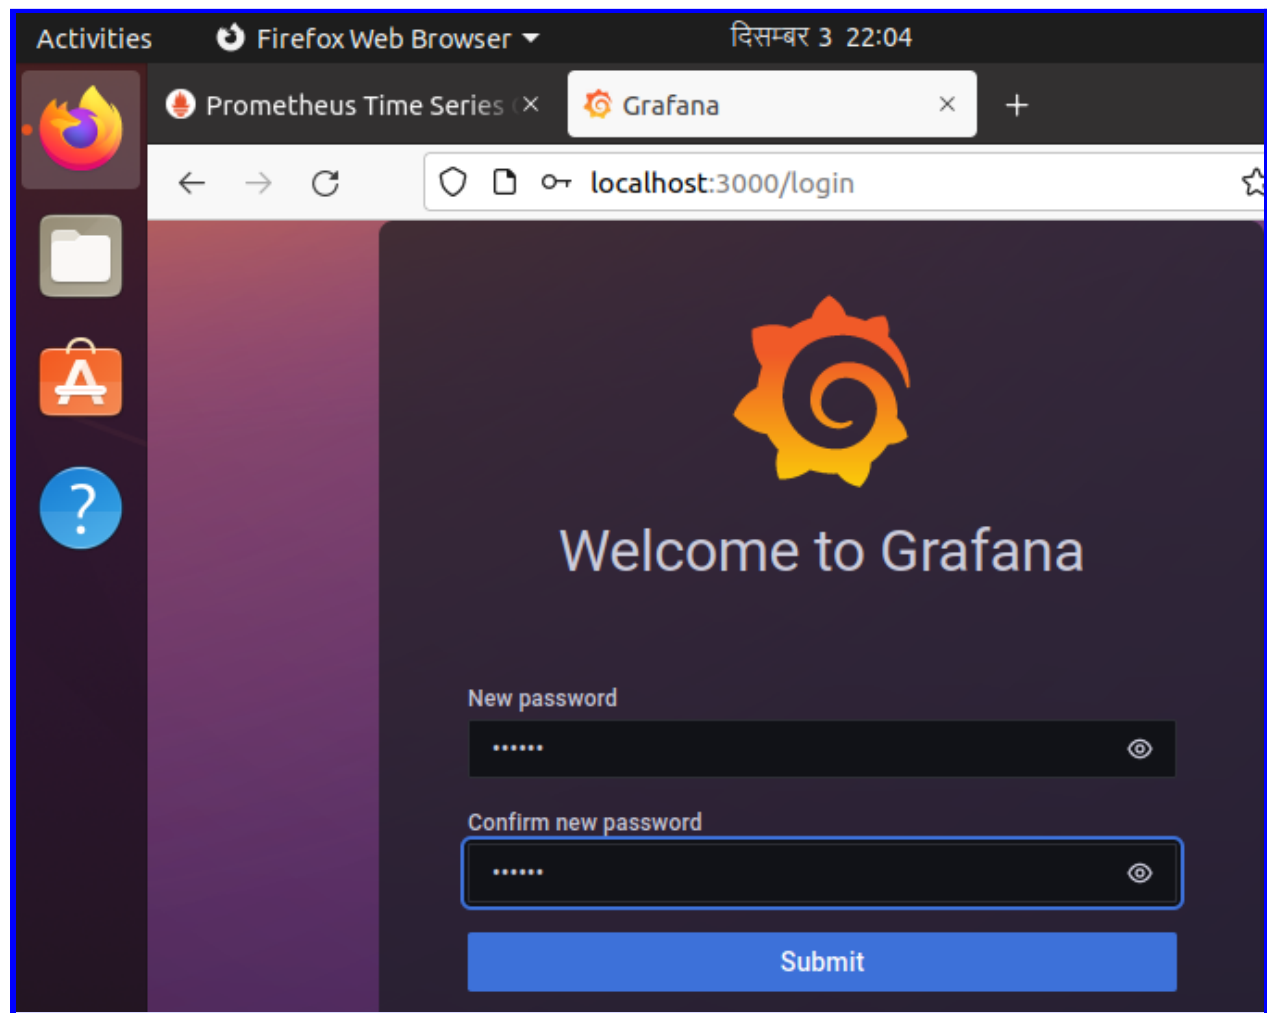 Activities Firefox Web Browser दिसम्बर 3 22:04
Prometheus Time Series Grafana
localhost:3000/login
Welcome to Grafana
New password
••••••
Confirm new password
••••••
Submit